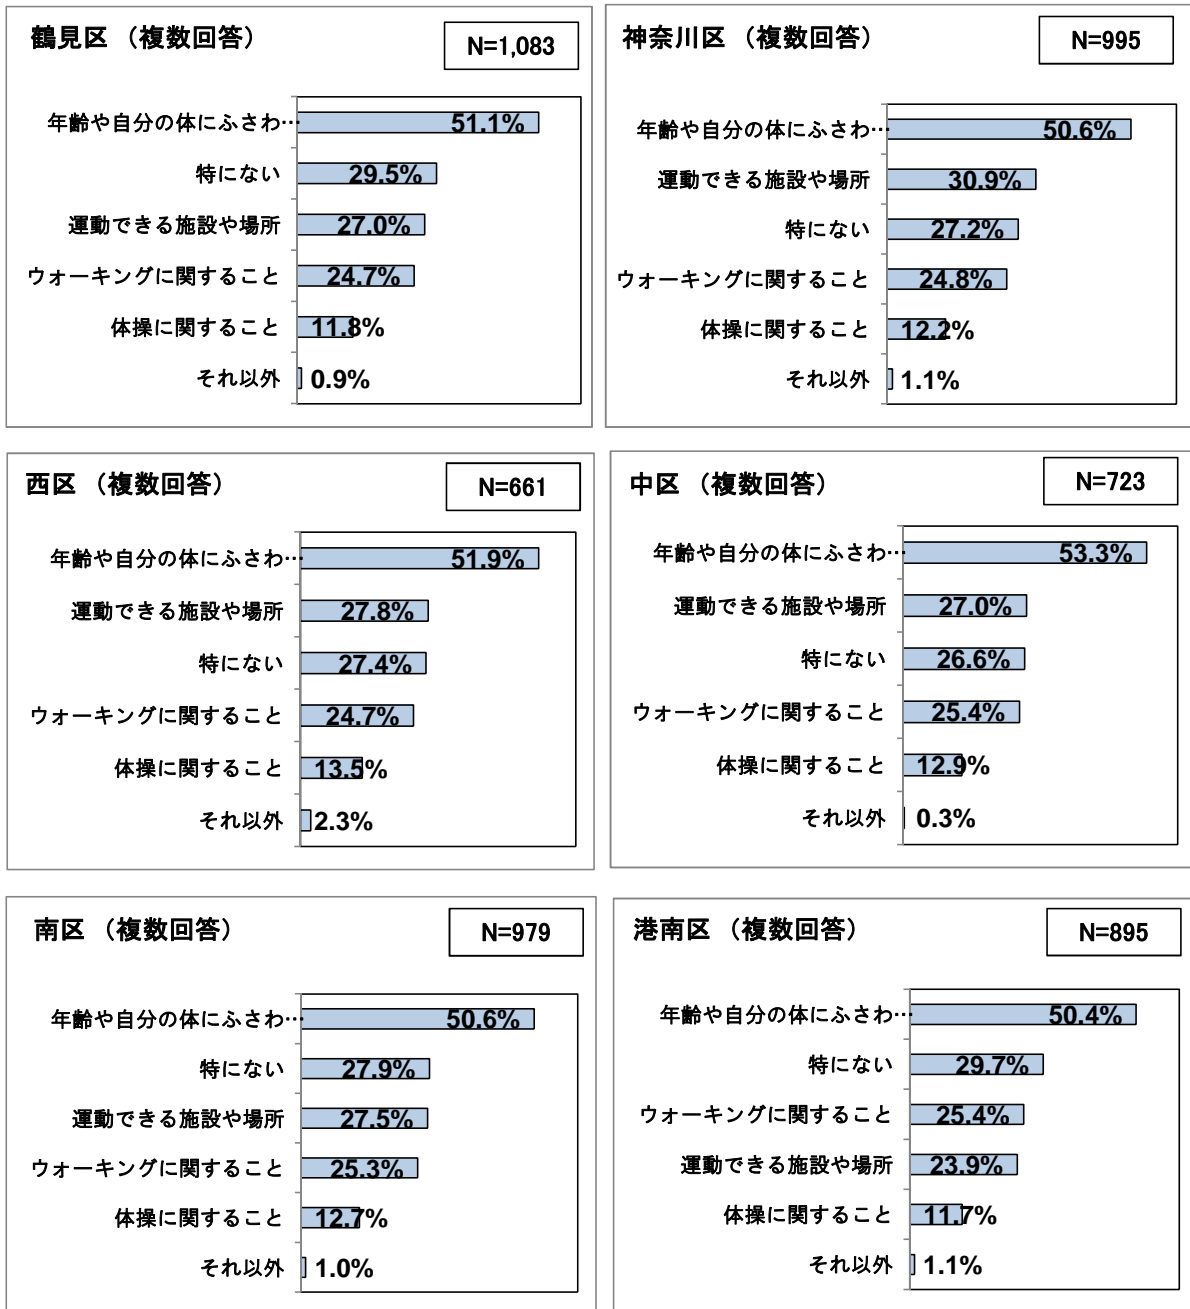 鶴見区 （複数回答）
N=1,083
年齢や自分の体にふさわ… 51.1%
特にない 29.5%
運動できる施設や場所 27.0%
ウォーキングに関すること 24.7%
体操に関すること 11.8%
それ以外 0.9%
神奈川区 （複数回答）
N=995
年齢や自分の体にふさわ… 50.6%
運動できる施設や場所 30.9%
特にない 27.2%
ウォーキングに関すること 24.8%
体操に関すること 12.2%
それ以外 1.1%
西区 （複数回答）
N=661
年齢や自分の体にふさわ… 51.9%
運動できる施設や場所 27.8%
特にない 27.4%
ウォーキングに関すること 24.7%
体操に関すること 13.5%
それ以外 2.3%
中区 （複数回答）
N=723
年齢や自分の体にふさわ… 53.3%
運動できる施設や場所 27.0%
特にない 26.6%
ウォーキングに関すること 25.4%
体操に関すること 12.9%
それ以外 0.3%
南区 （複数回答）
N=979
年齢や自分の体にふさわ… 50.6%
特にない 27.9%
運動できる施設や場所 27.5%
ウォーキングに関すること 25.3%
体操に関すること 12.7%
それ以外 1.0%
港南区 （複数回答）
N=895
年齢や自分の体にふさわ… 50.4%
特にない 29.7%
ウォーキングに関すること 25.4%
運動できる施設や場所 23.9%
体操に関すること 11.7%
それ以外 1.1%